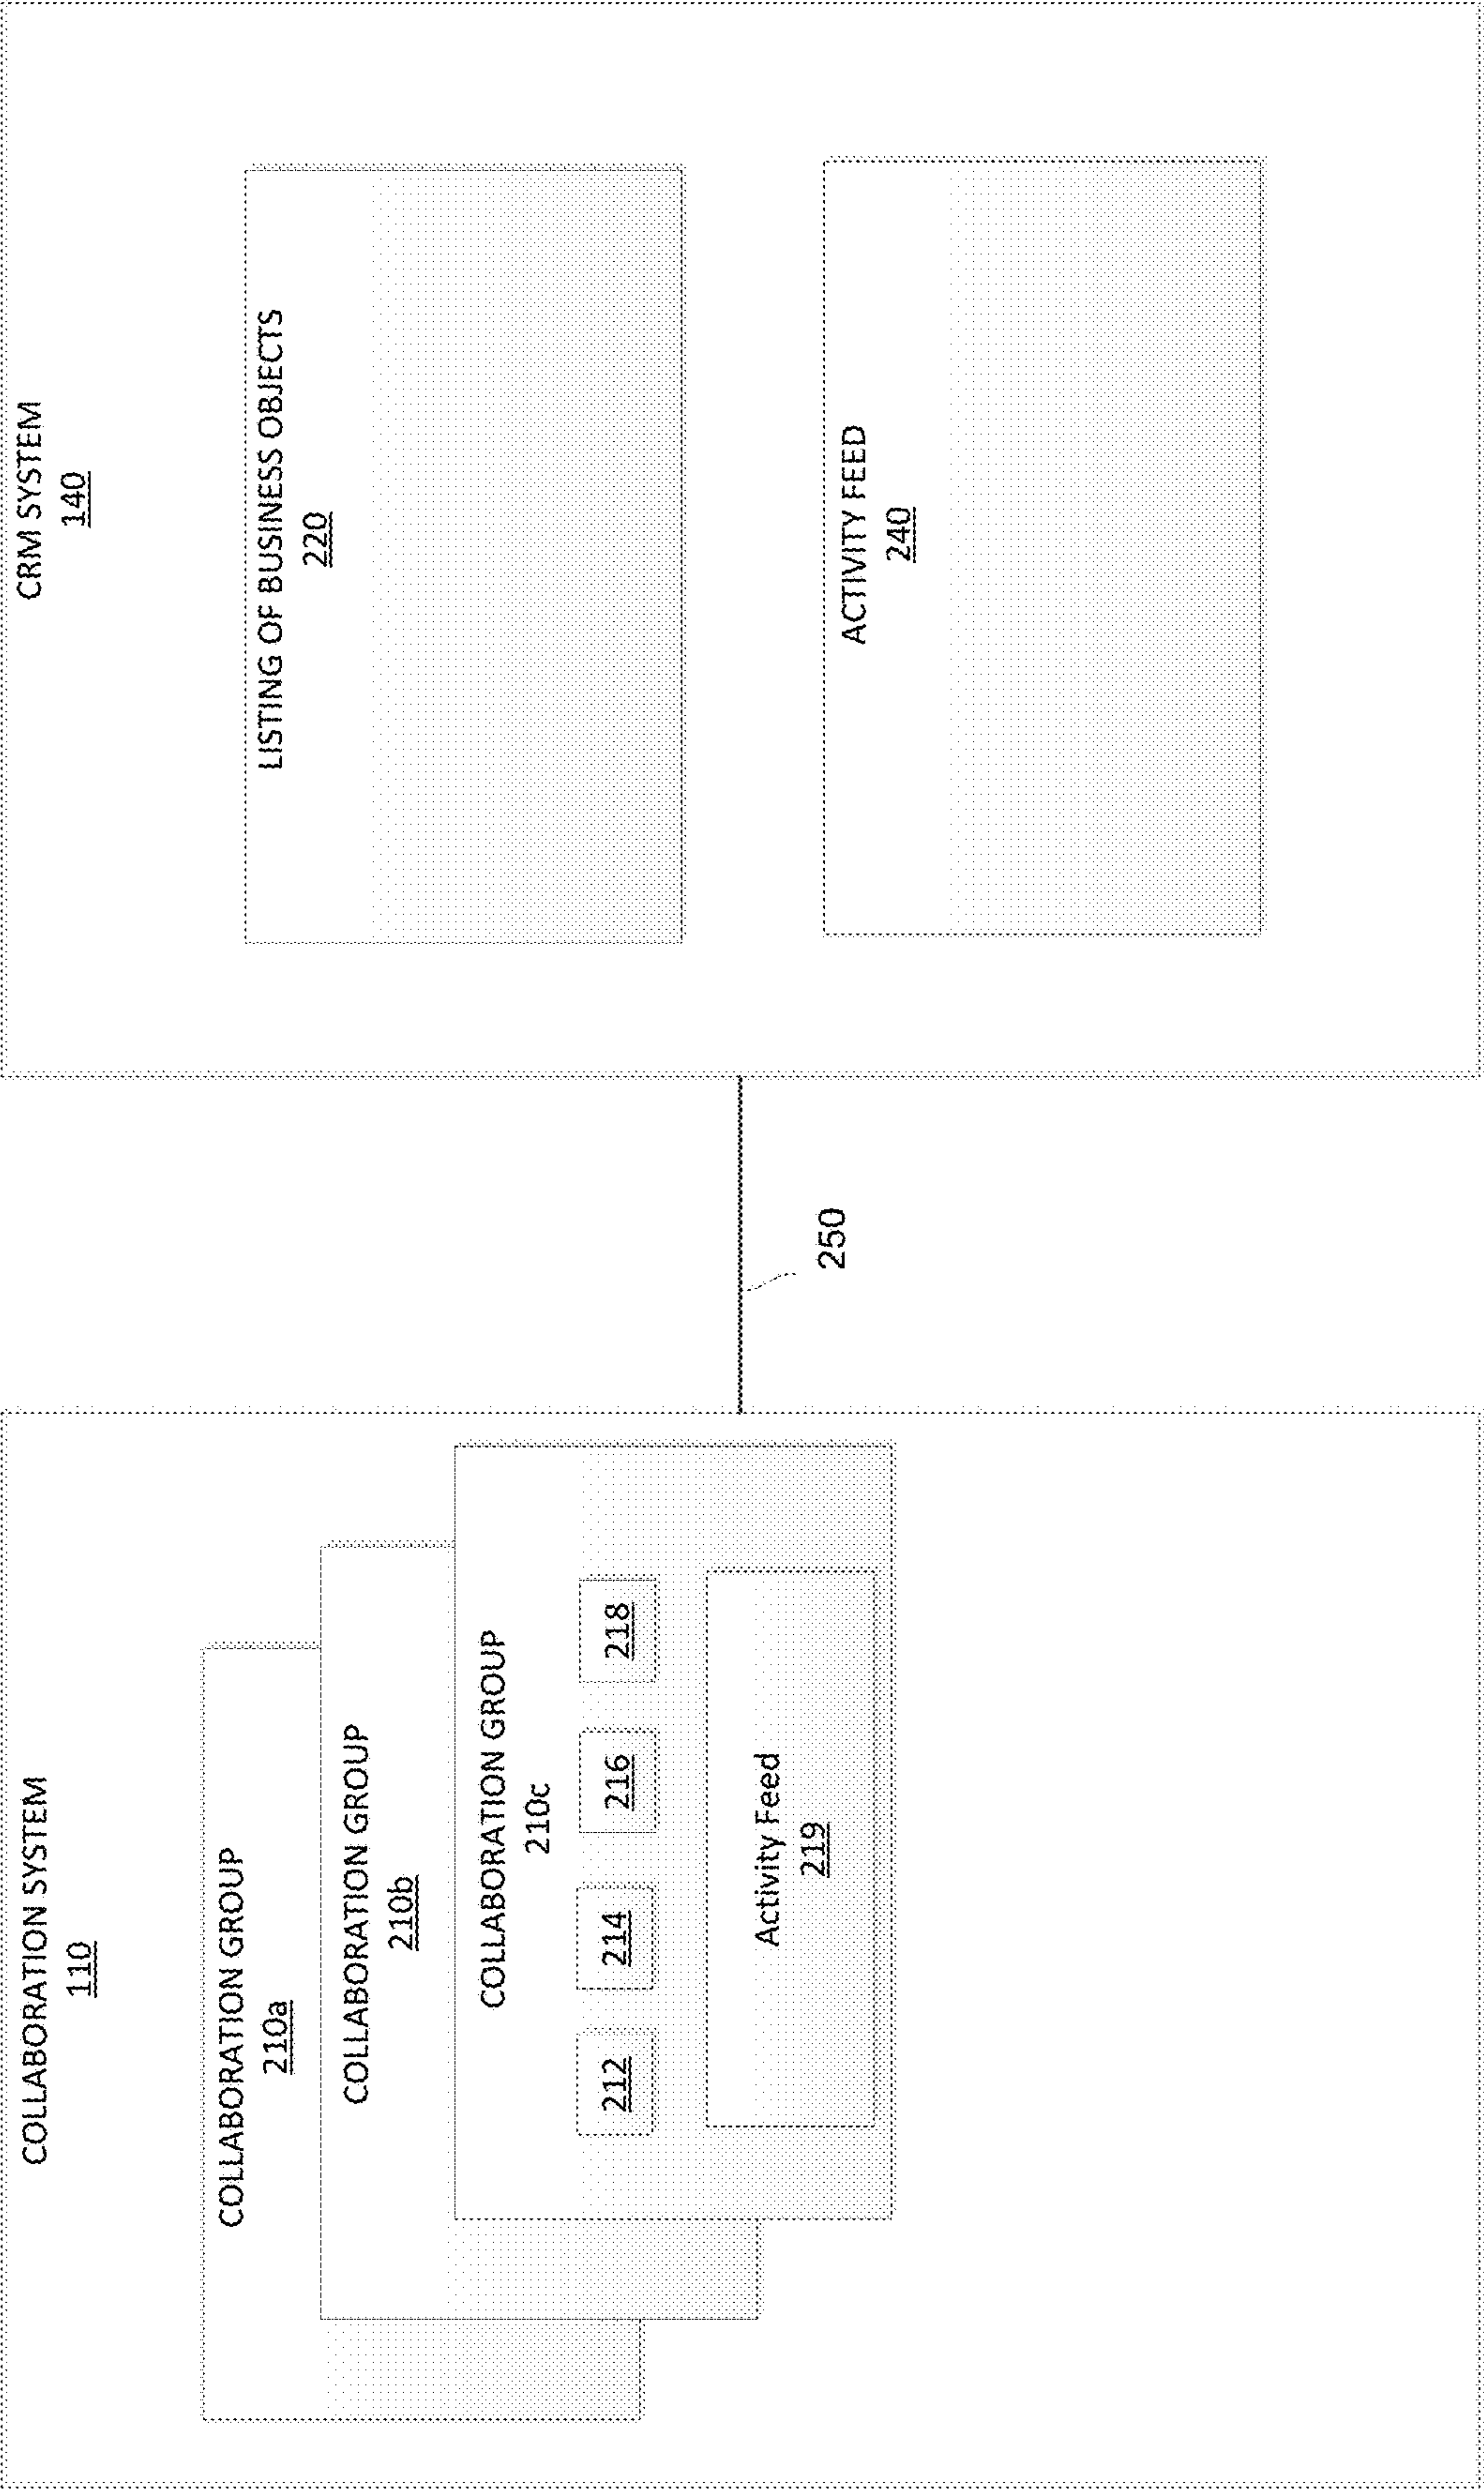 COLLABORATION SYSTEM
110
COLLABORATION GROUP
210a
COLLABORATION GROUP
210b
COLLABORATION GROUP
210c
212
214
216
218
Activity Feed
219
250
CRM SYSTEM
140
LISTING OF BUSINESS OBJECTS
220
ACTIVITY FEED
240